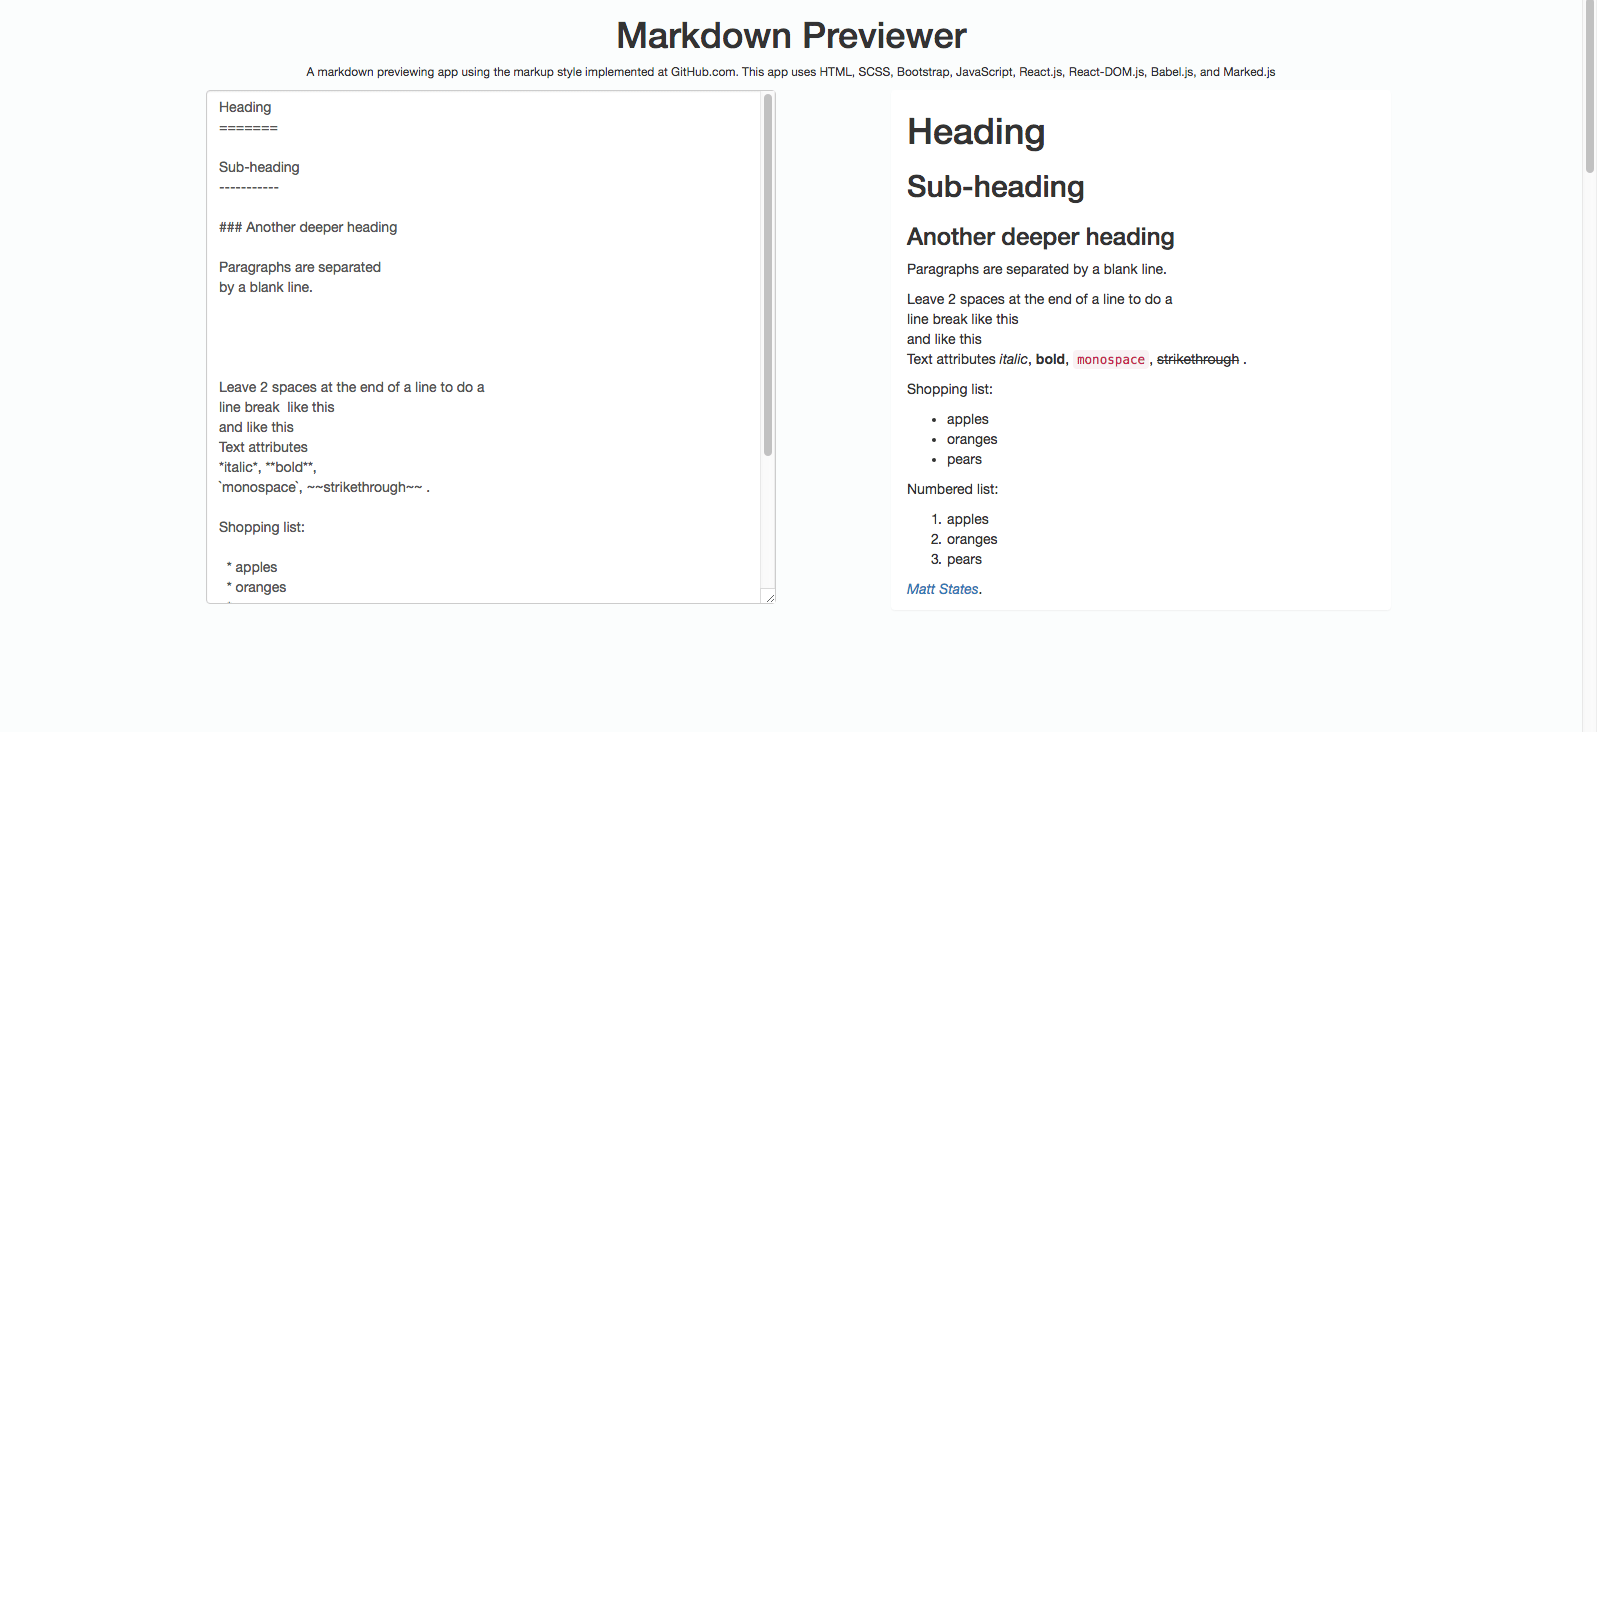 Markdown Previewer
A markdown previewing app using the markup style implemented at GitHub.com. This app uses HTML, SCSS, Bootstrap, JavaScript, React.js, React-DOM.js, Babel.js, and Marked.js
Heading
=======
Sub-heading
-----------
### Another deeper heading
Paragraphs are separated
by a blank line.
Leave 2 spaces at the end of a line to do a
line break  like this
and like this
Text attributes
*italic*, **bold**,
`monospace`, ~~strikethrough~~ .
Shopping list:
* apples
* oranges
Heading
Sub-heading
Another deeper heading
Paragraphs are separated by a blank line.
Leave 2 spaces at the end of a line to do a
line break like this
and like this
Text attributes italic, bold, monospace, strikethrough .
Shopping list:
• apples
• oranges
• pears
Numbered list:
1. apples
2. oranges
3. pears
Matt States.